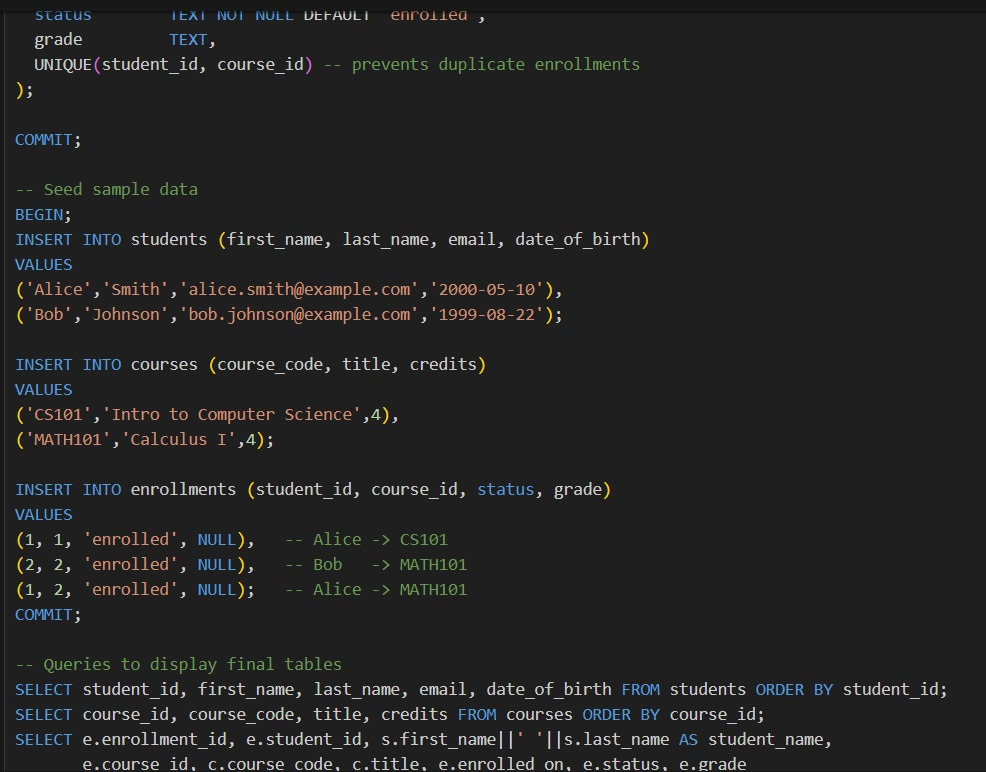 status          TEXT NOT NULL DEFAULT 'enrolled',
grade         TEXT,
UNIQUE(student_id, course_id) -- prevents duplicate enrollments
);
COMMIT;
-- Seed sample data
BEGIN;
INSERT INTO students (first_name, last_name, email, date_of_birth)
VALUES
('Alice','Smith','alice.smith@example.com','2000-05-10'),
('Bob','Johnson','bob.johnson@example.com','1999-08-22');
INSERT INTO courses (course_code, title, credits)
VALUES
('CS101','Intro to Computer Science',4),
('MATH101','Calculus I',4);
INSERT INTO enrollments (student_id, course_id, status, grade)
VALUES
(1, 1, 'enrolled', NULL),   -- Alice -> CS101
(2, 2, 'enrolled', NULL),   -- Bob   -> MATH101
(1, 2, 'enrolled', NULL);   -- Alice -> MATH101
COMMIT;
-- Queries to display final tables
SELECT student_id, first_name, last_name, email, date_of_birth FROM students ORDER BY student_id;
SELECT course_id, course_code, title, credits FROM courses ORDER BY course_id;
SELECT e.enrollment_id, e.student_id, s.first_name||' '||s.last_name AS student_name,
e.course_id, c.course_code, c.title, e.enrolled_on, e.status, e.grade